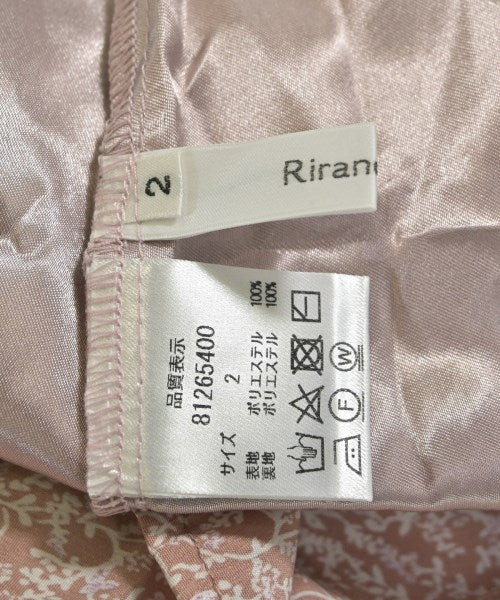 2
Riran
品質表示
81265400
サイズ 2
表地 ポリエステル 100%
裏地 ポリエステル 100%
F
W